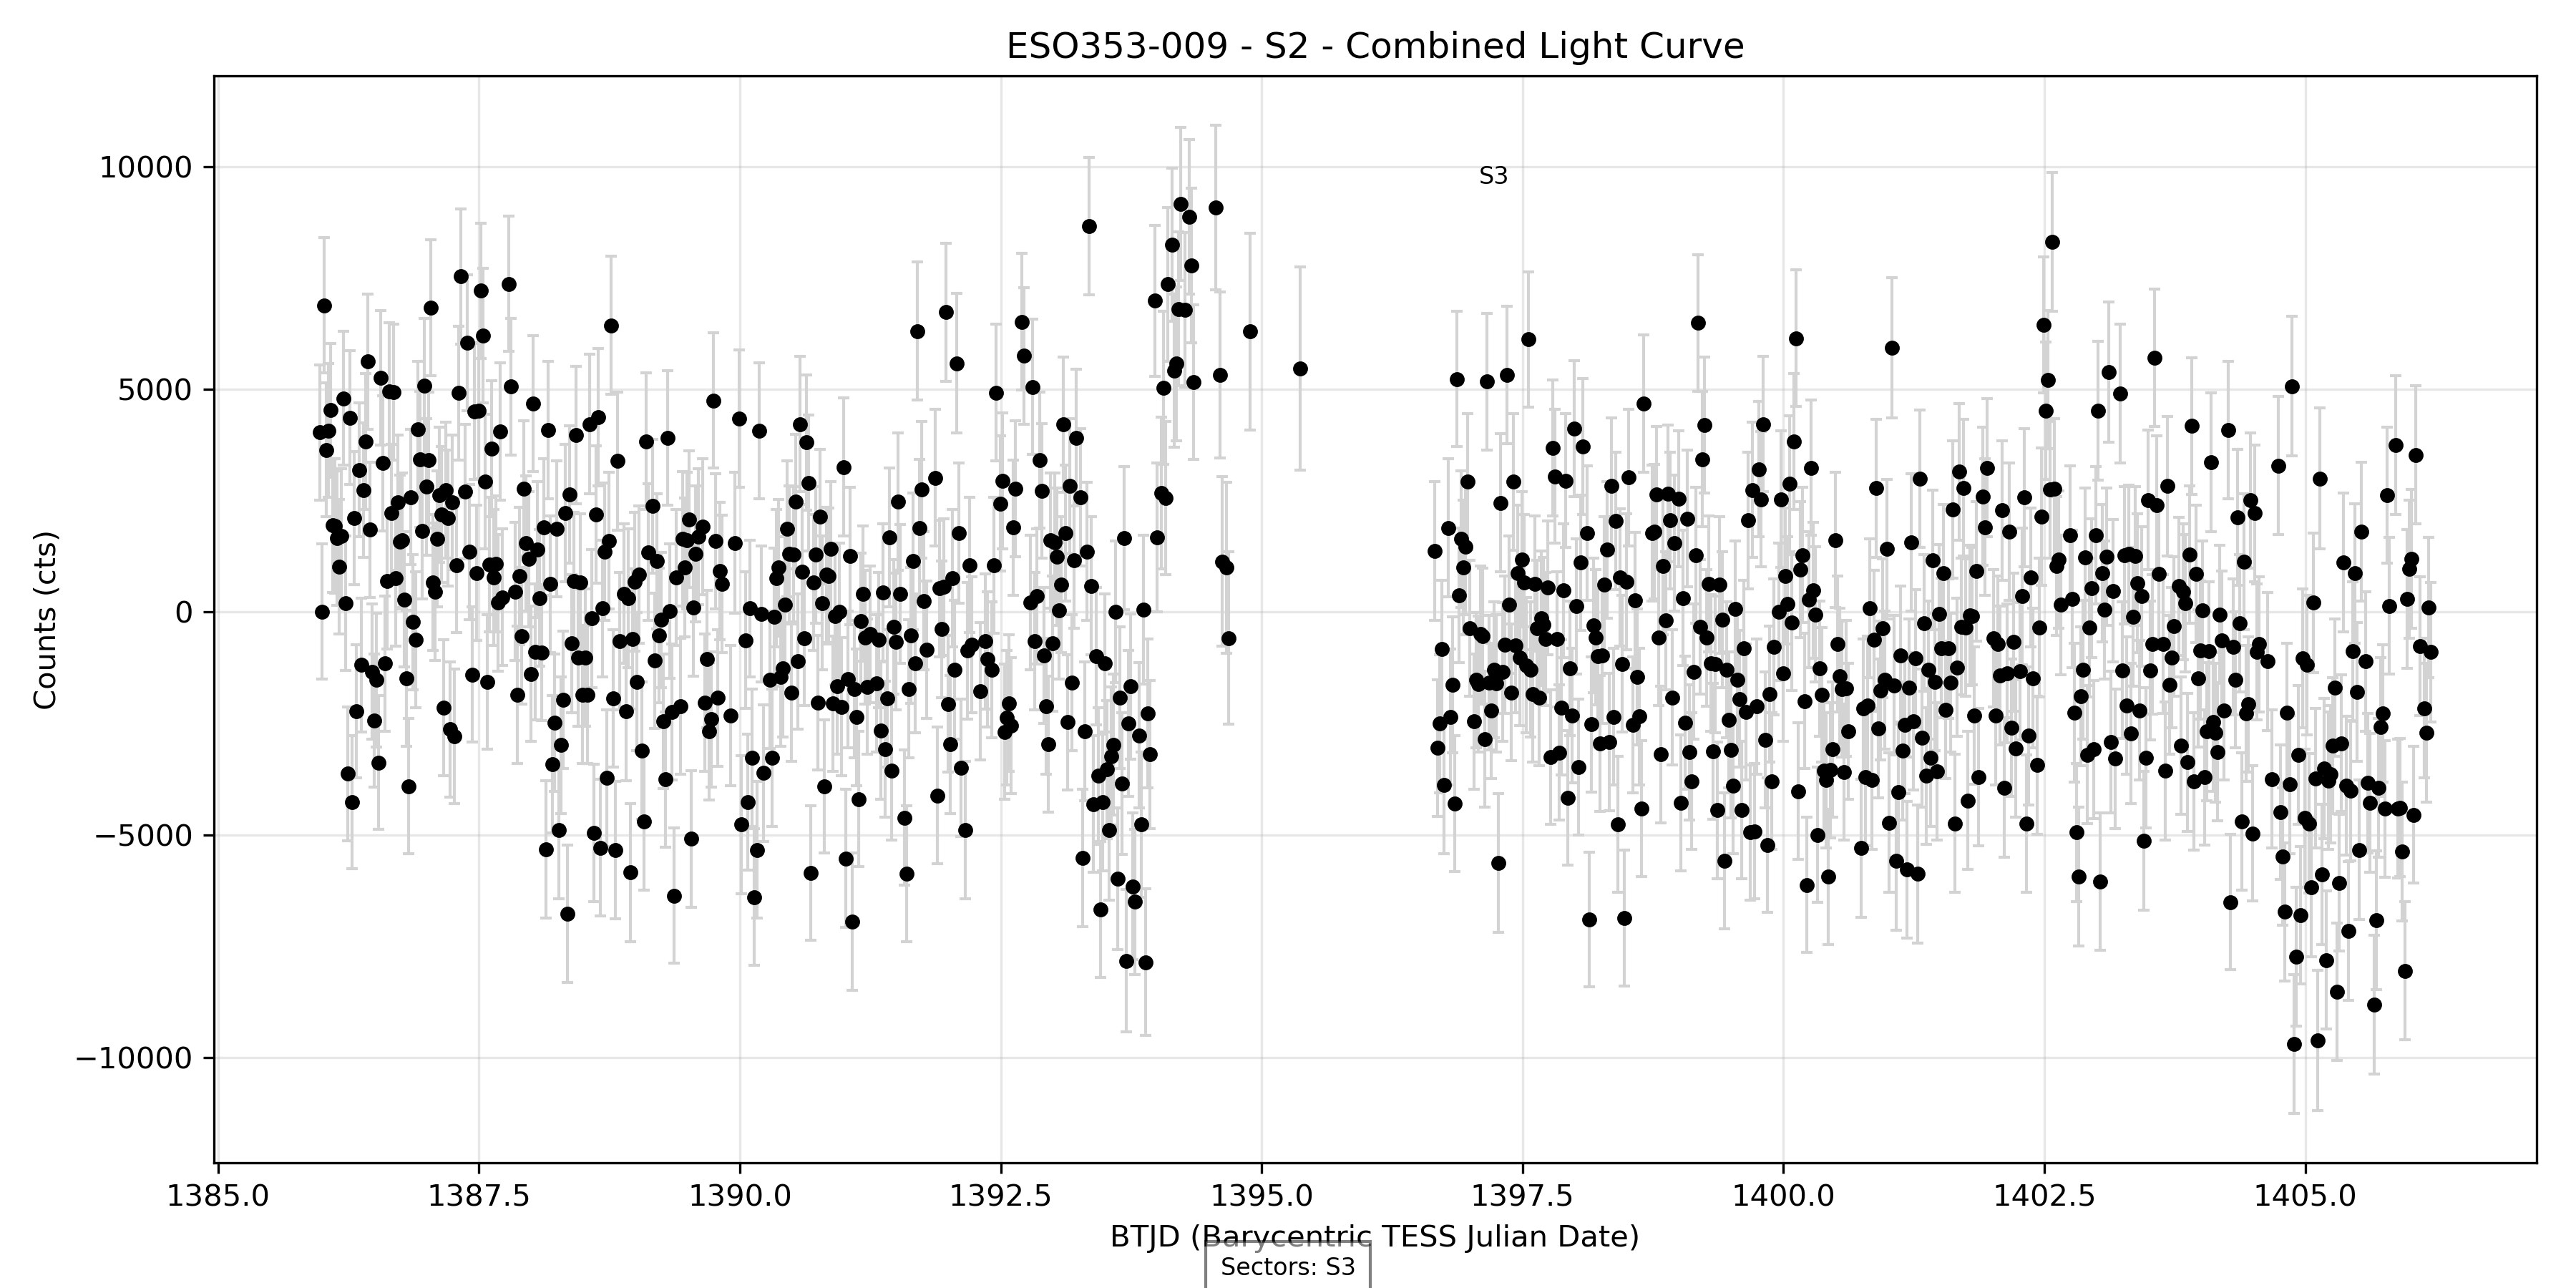 ESO353-009 - S2 - Combined Light Curve
10000
5000
0
−5000
−10000
Counts (cts)
S3
1385.0 1387.5 1390.0 1392.5 1395.0 1397.5 1400.0 1402.5 1405.0
BTJD (Barycentric TESS Julian Date)
Sectors: S3